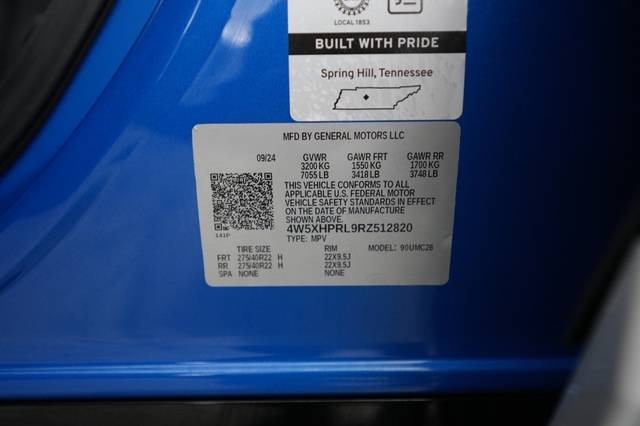 LOCAL 1853
BUILT WITH PRIDE
Spring Hill, Tennessee
MFD BY GENERAL MOTORS LLC
09/24 GVWR GAWR FRT GAWR RR
3200 KG 1550 KG 1700 KG
7055 LB 3418 LB 3748 LB
THIS VEHICLE CONFORMS TO ALL
APPLICABLE U.S. FEDERAL MOTOR
VEHICLE SAFETY STANDARDS IN EFFECT
ON THE DATE OF MANUFACTURE
SHOWN ABOVE.
4W5XHPRL9RZ512820
141P
TYPE: MPV
TIRE SIZE RIM MODEL: 90UMC26
FRT 275/40R22 H 22X9.5J
RR 275/40R22 H 22X9.5J
SPA NONE NONE